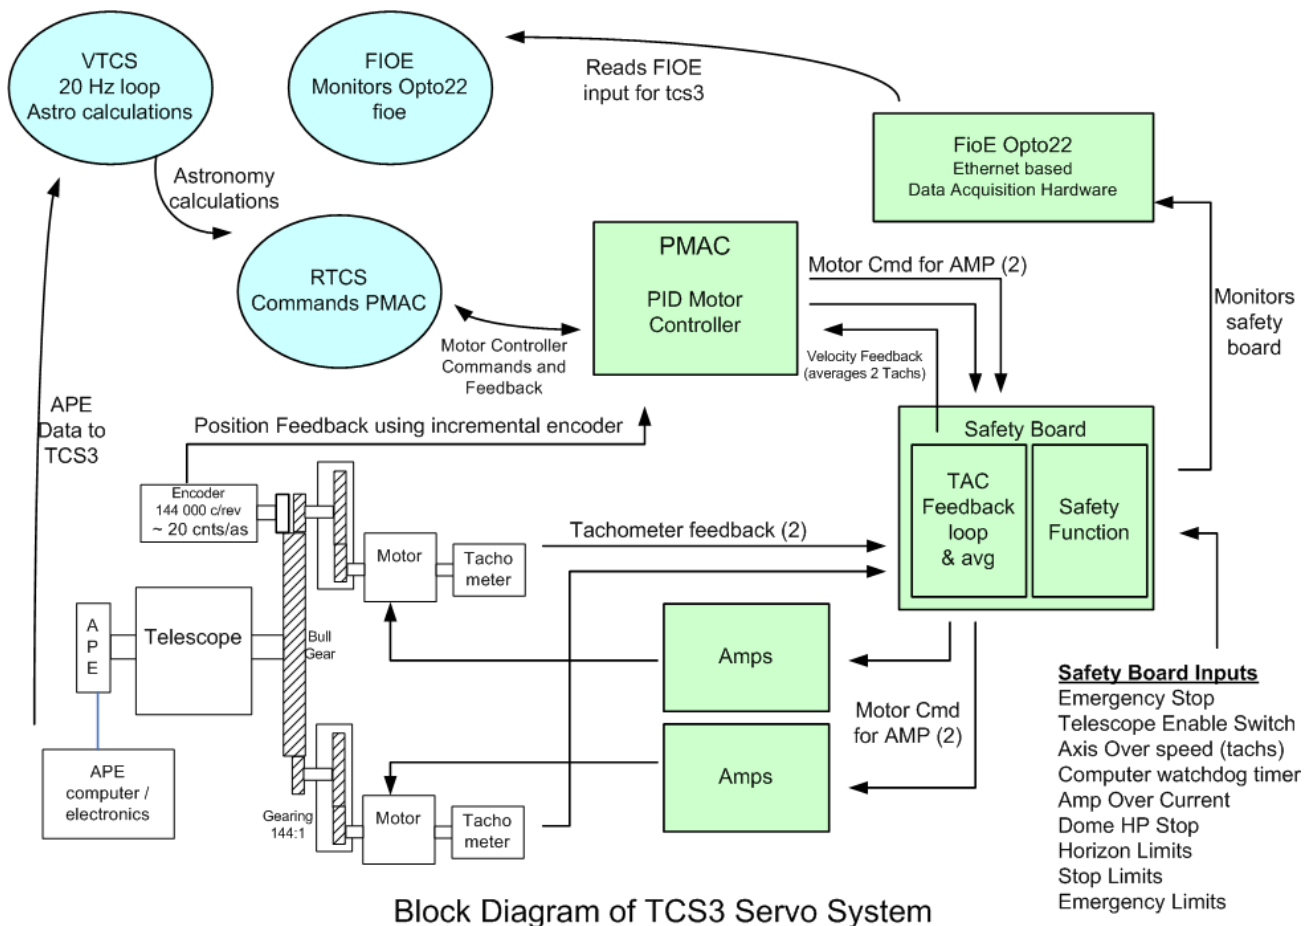 VTCS
20 Hz loop
Astro calculations
FIOE
Monitors Opto22
fioe
Reads FIOE
input for tcs3
FioE Opto22
Ethernet based
Data Acquisition Hardware
Astronomy
calculations
RTCS
Commands PMAC
PMAC
PID Motor
Controller
Motor Cmd for AMP (2)
Monitors
safety
board
Motor Controller
Commands and
Feedback
Velocity Feedback
(averages 2 Tachs)
APE
Data to
TCS3
Position Feedback using incremental encoder
Safety Board
TAC
Feedback
loop
& avg
Safety
Function
Encoder
144 000 c/rev
~ 20 cnts/as
Motor
Tacho
meter
Tachometer feedback (2)
A
P
E
Telescope
Bull
Gear
Amps
Motor Cmd
for AMP (2)
Amps
APE
computer /
electronics
Gearing
144:1
Motor
Tacho
meter
Safety Board Inputs
Emergency Stop
Telescope Enable Switch
Axis Over speed (tachs)
Computer watchdog timer
Amp Over Current
Dome HP Stop
Horizon Limits
Stop Limits
Emergency Limits
Block Diagram of TCS3 Servo System